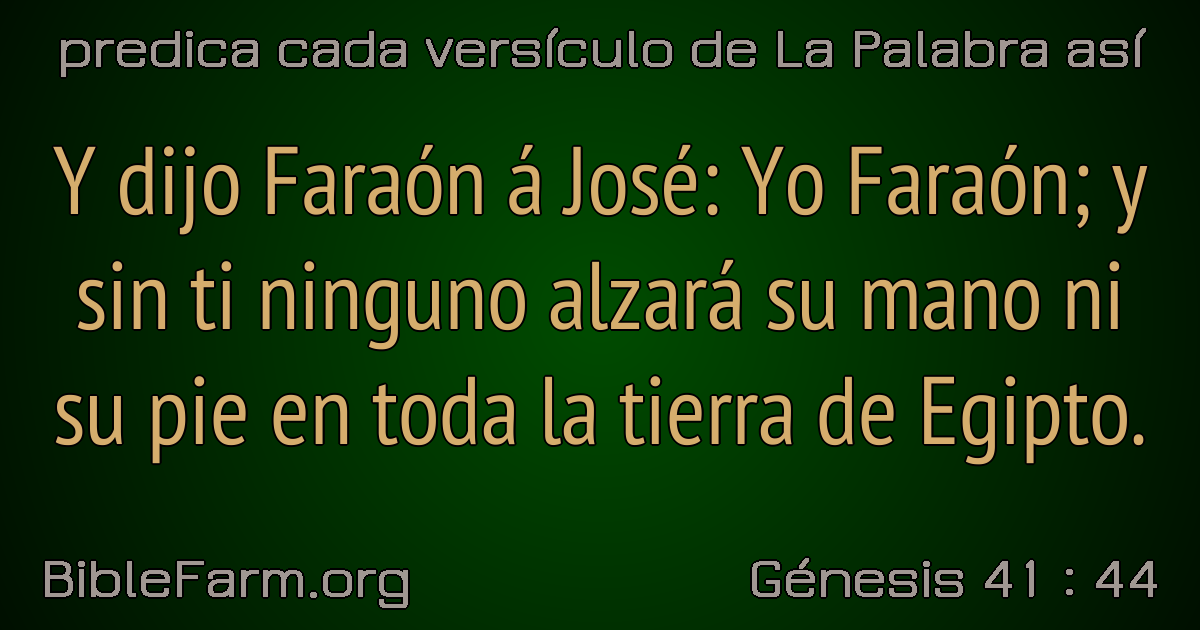 predica cada versículo de La Palabra así
Y dijo Faraón á José: Yo Faraón; y
sin ti ninguno alzará su mano ni
su pie en toda la tierra de Egipto.
BibleFarm.org
Génesis 41 : 44